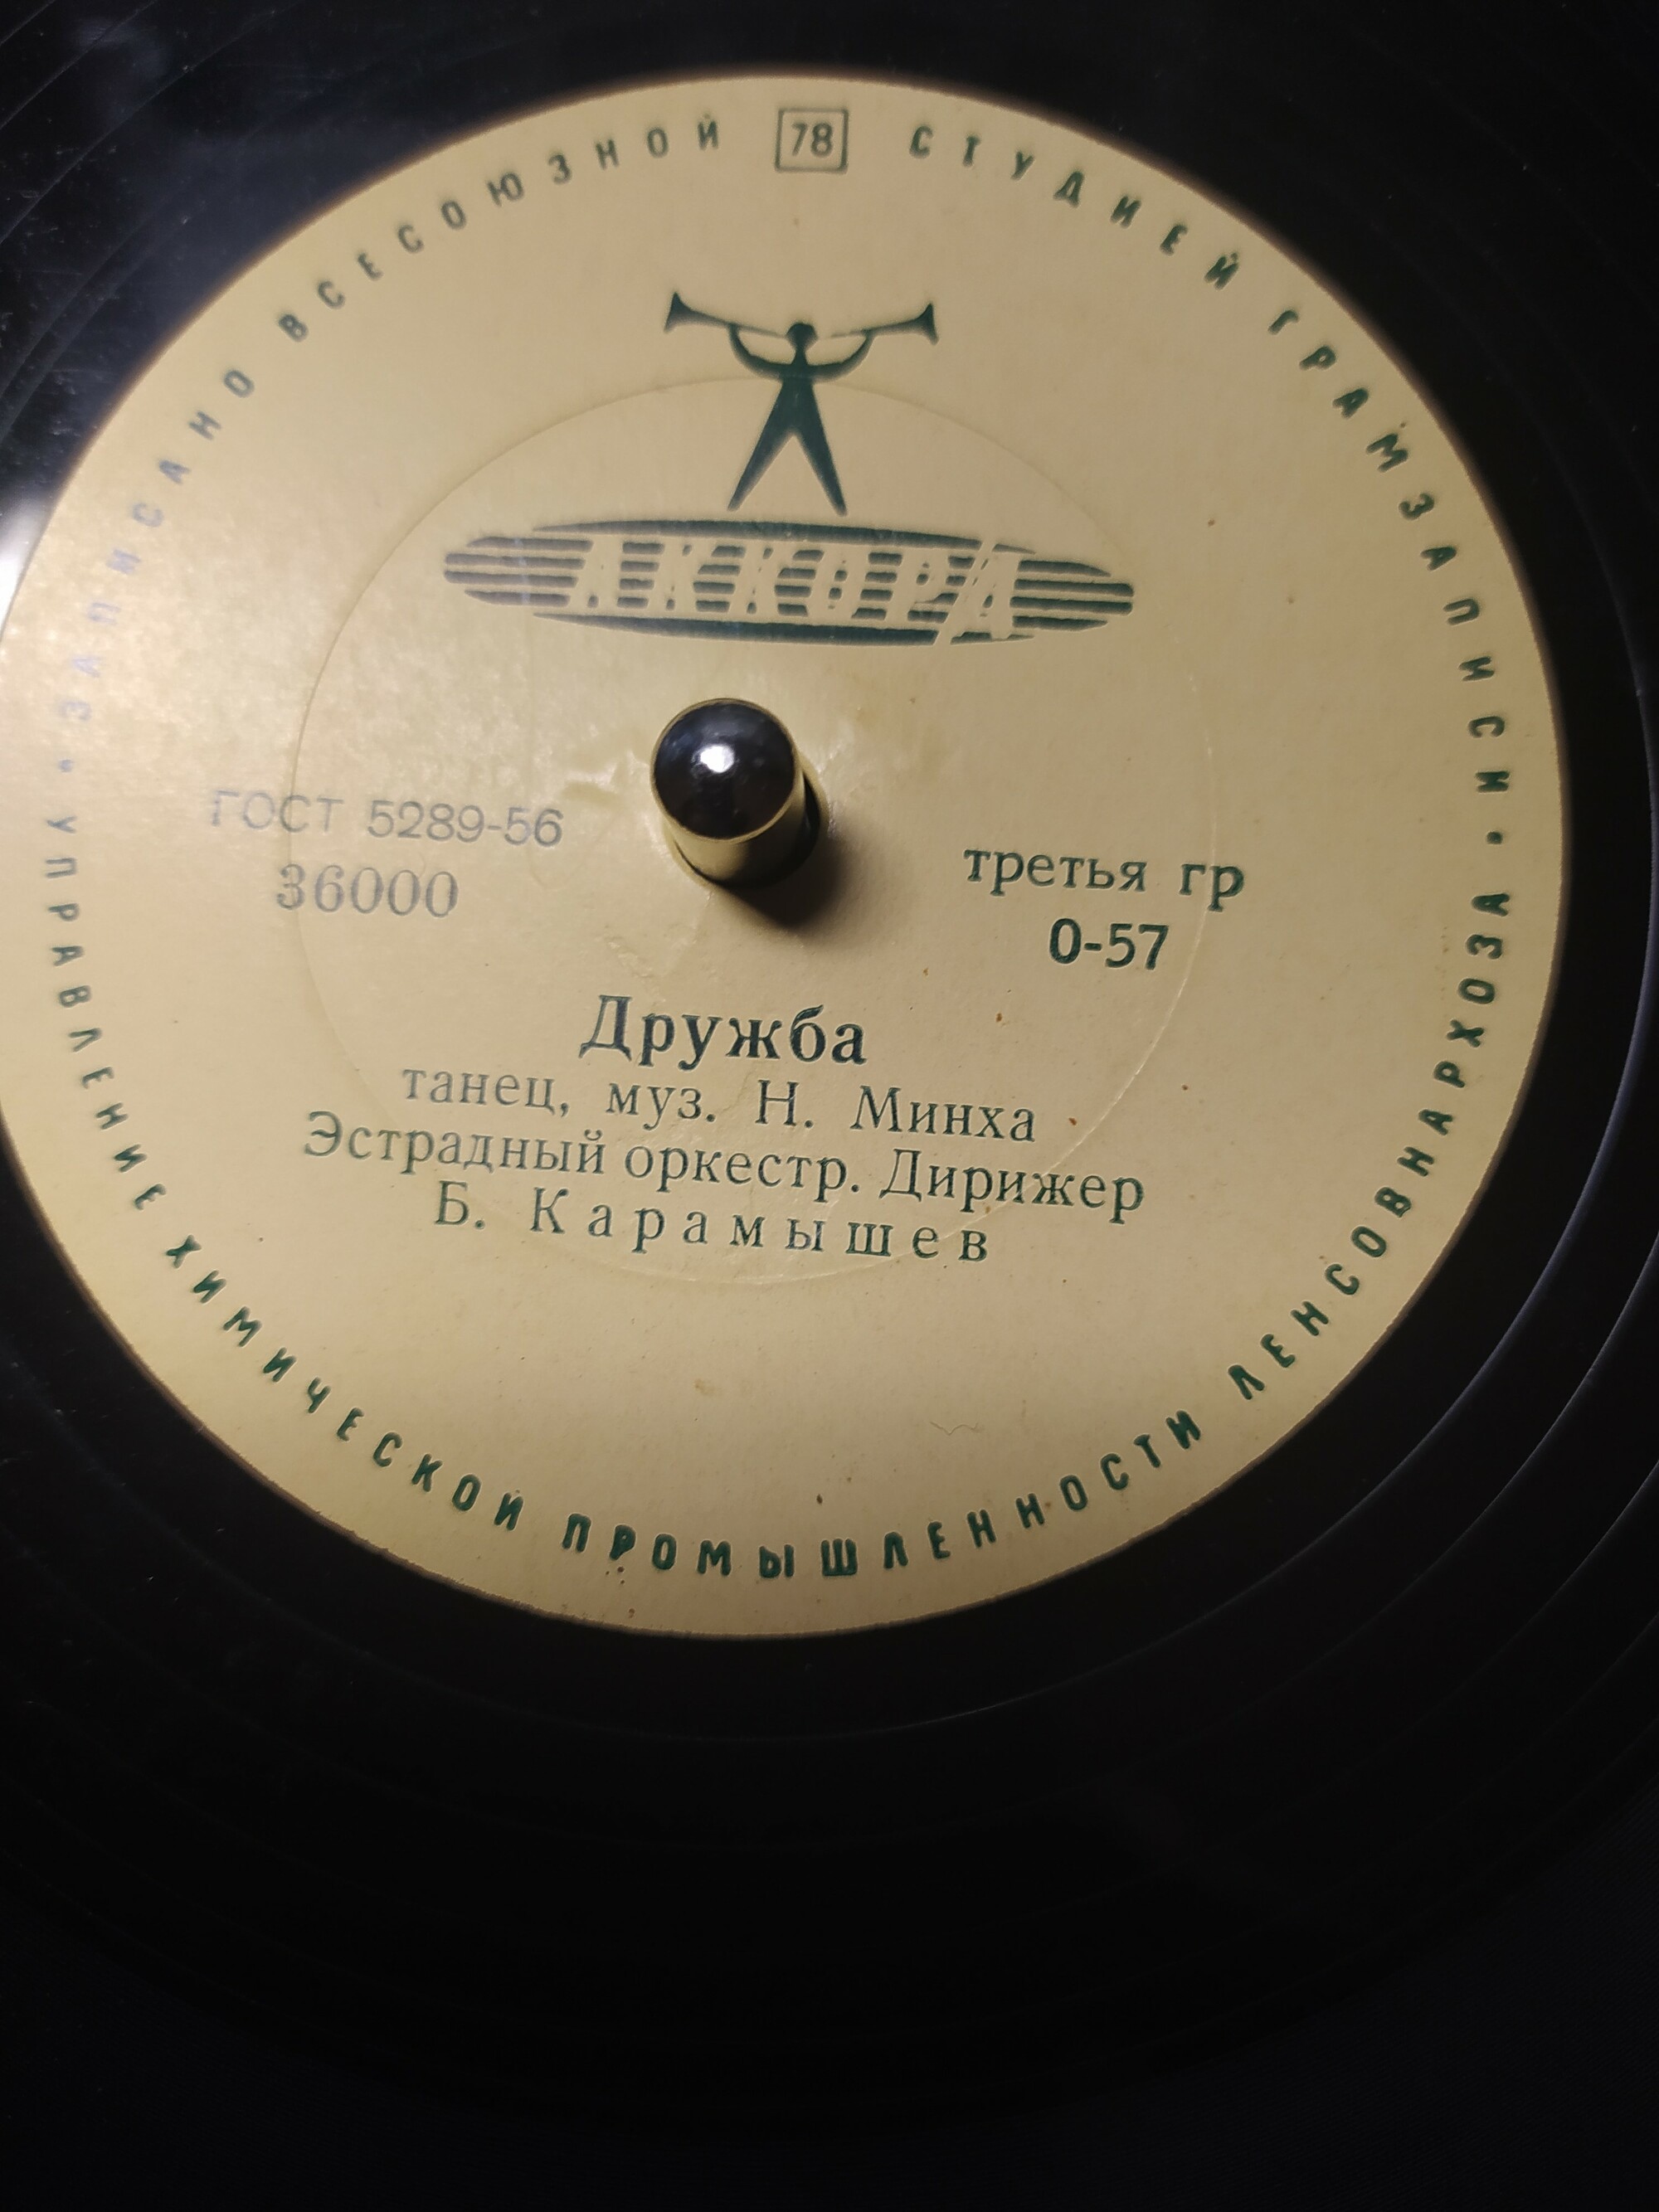 ЗАПИСАНО ВСЕСОЮЗНОЙ 78 СТУДИЕЙ ГРАМЗАПИСИ •
АККОРД
ГОСТ 5289-56
36000
третья гр
0-57
Дружба
танец, муз. Н. Минха
Эстрадный оркестр. Дирижер
Б. Карамышев
УПРАВЛЕНИЕ ХИМИЧЕСКОЙ ПРОМЫШЛЕННОСТИ ЛЕНСОВНАРХОЗА •